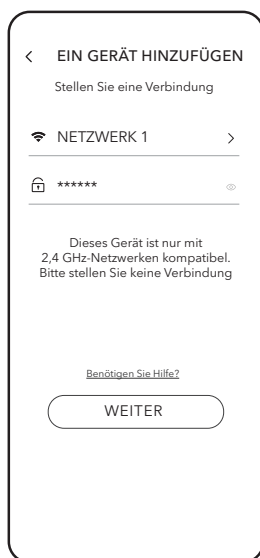 EIN GERÄT HINZUFÜGEN
Stellen Sie eine Verbindung
NETZWERK 1
******
Dieses Gerät ist nur mit
2,4 GHz-Netzwerken kompatibel.
Bitte stellen Sie keine Verbindung
Benötigen Sie Hilfe?
WEITER